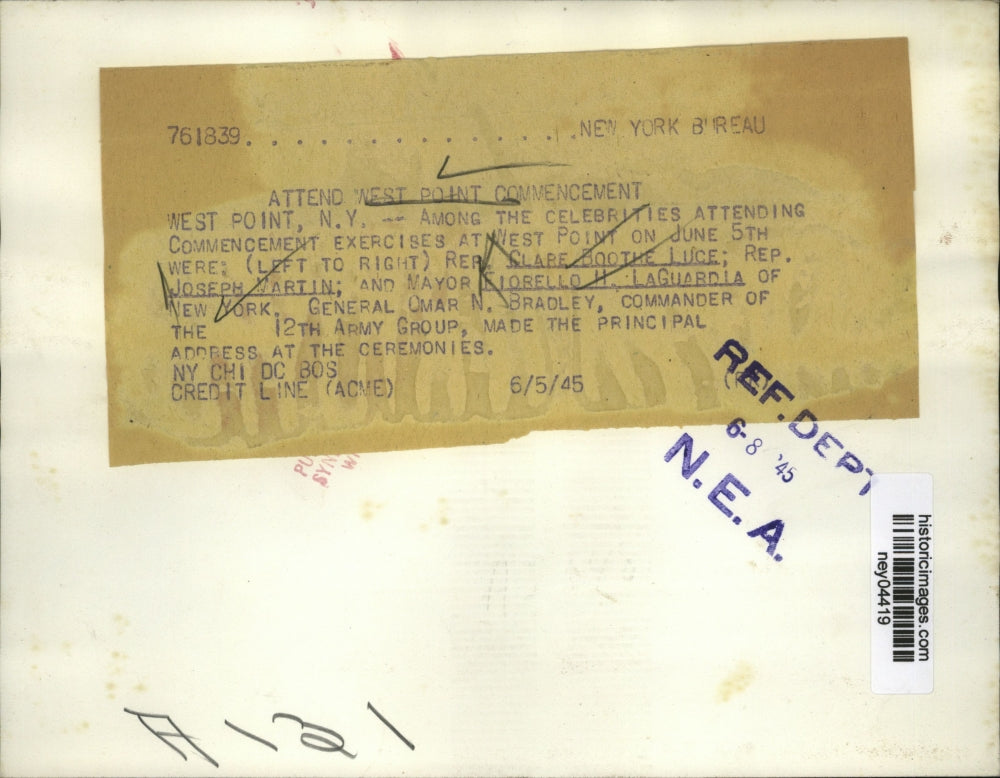 761839. . . . . . . . . . . . . . . . NEW YORK BUREAU
ATTEND WEST POINT COMMENCEMENT
WEST POINT, N.Y. -- AMONG THE CELEBRITIES ATTENDING
COMMENCEMENT EXERCISES AT WEST POINT ON JUNE 5TH
WERE: (LEFT TO RIGHT) REP. CLARE BOOTHE LUCE; REP.
JOSEPH MARTIN; AND MAYOR FIORELLO H. LAGUARDIA OF
NEW YORK. GENERAL OMAR N. BRADLEY, COMMANDER OF
THE 12TH ARMY GROUP, MADE THE PRINCIPAL
ADDRESS AT THE CEREMONIES.
NY CHI DC BOS
CREDIT LINE (ACME) 6/5/45
REF. DEPT
6-8 '45
N.E.A.
historicimages.com
ney04419